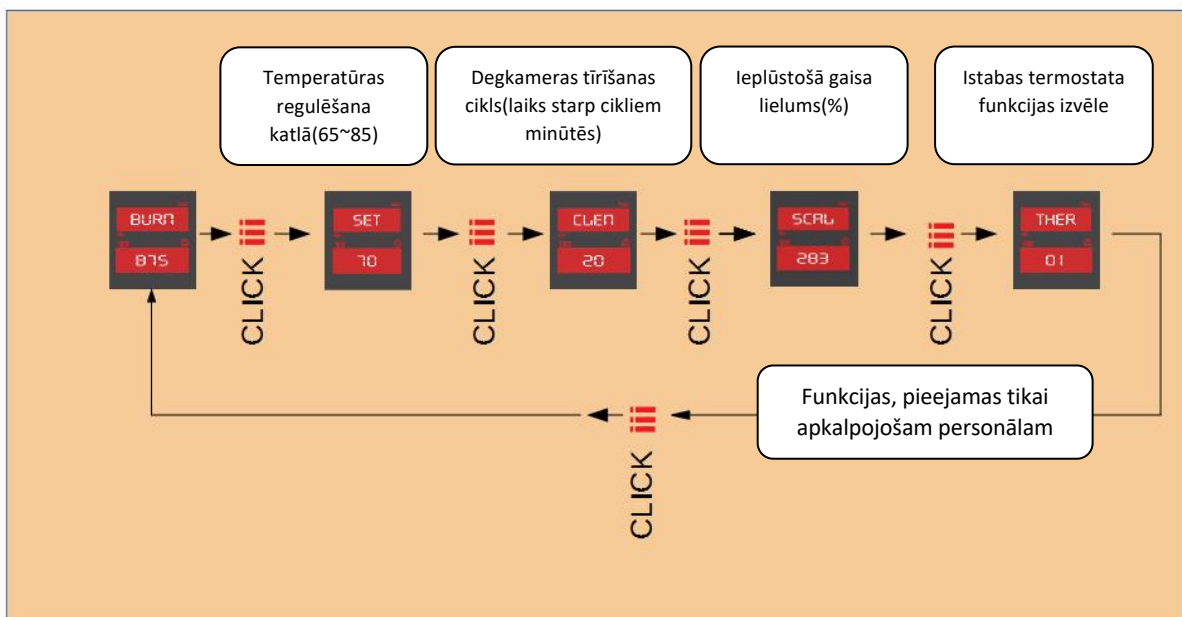 Temperatūras
regulēšana
katlā(65~85)
Degkameras tīrīšanas
cikls(laiks starp cikliem
minūtēs)
Ieplūstošā gaisa
lielums(%)
Istabas termostata
funkcijas izvēle
BURN
875
CLICK
SET
70
CLICK
CLEN
20
CLICK
SCAL
283
CLICK
THER
01
Funkcijas, pieejamas tikai
apkalpojošam personālam
CLICK